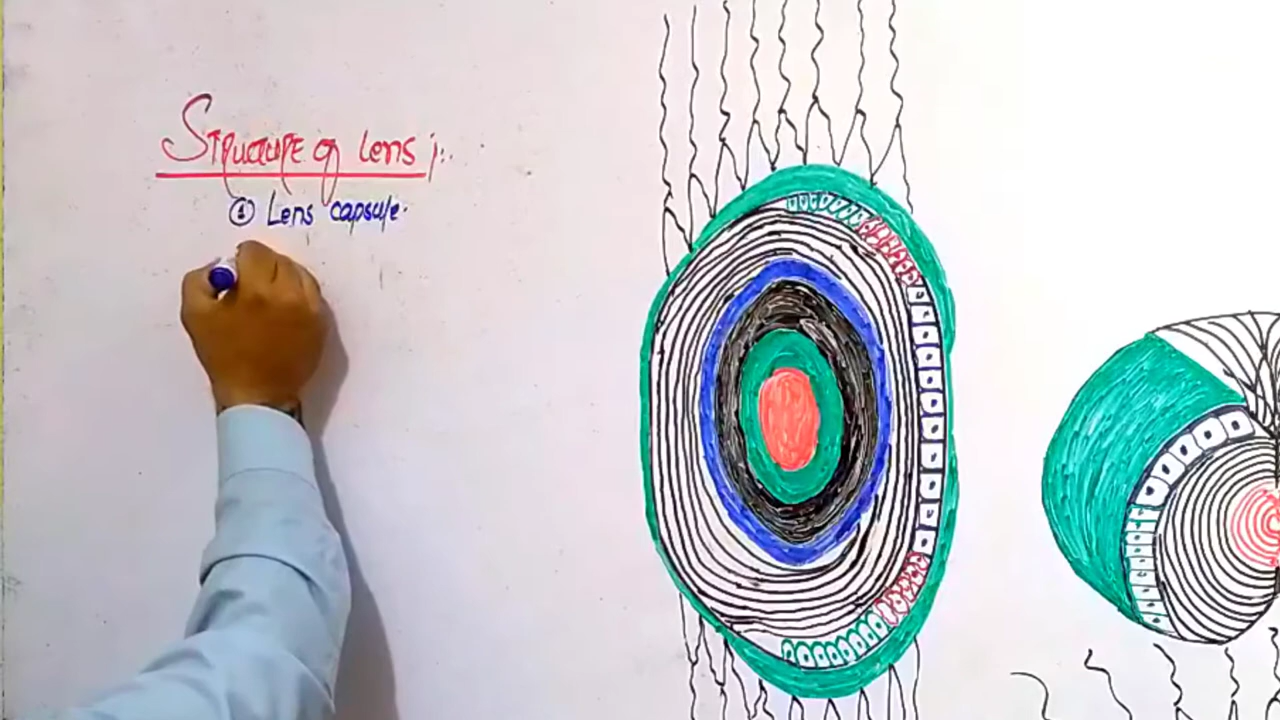 Structure of Lens :
① Lens capsule.